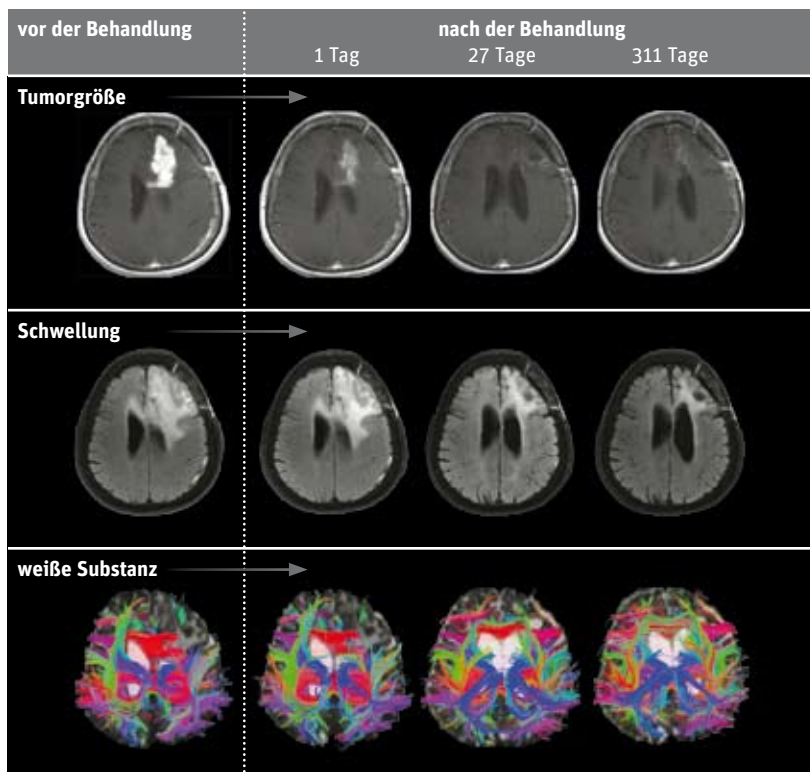 vor der Behandlung
nach der Behandlung
1 Tag
27 Tage
311 Tage
Tumorgröße
Schwellung
weiße Substanz